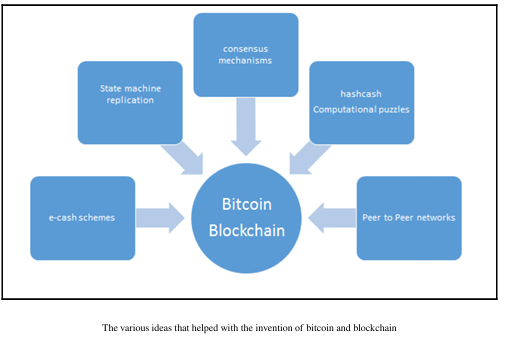 consensus
mechanisms
State machine
replication
hashcash
Computational puzzles
e-cash schemes
Bitcoin
Blockchain
Peer to Peer networks
The various ideas that helped with the invention of bitcoin and blockchain